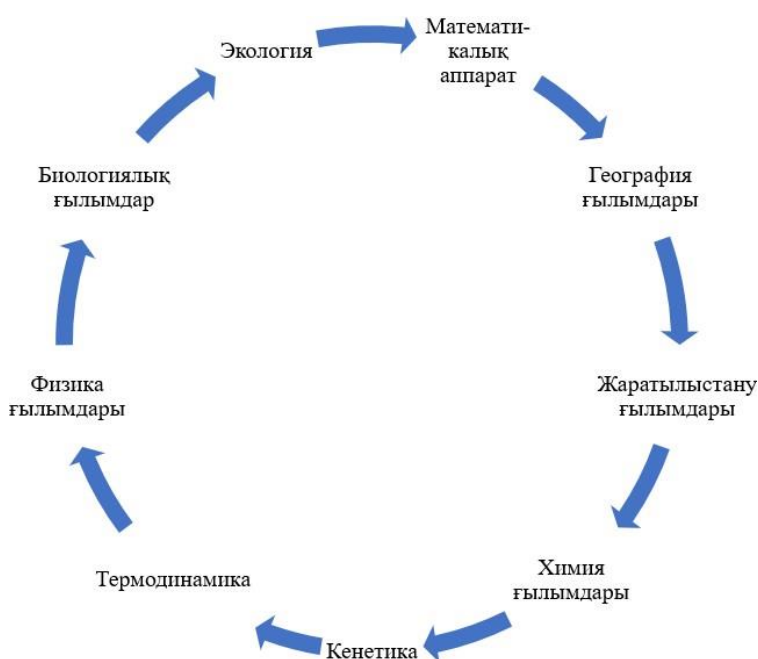 Экология
Математи-
калық
аппарат
География
ғылымдары
Жаратылыстану
ғылымдары
Химия
ғылымдары
Кенетика
Термодинамика
Физика
ғылымдары
Биологиялық
ғылымдар